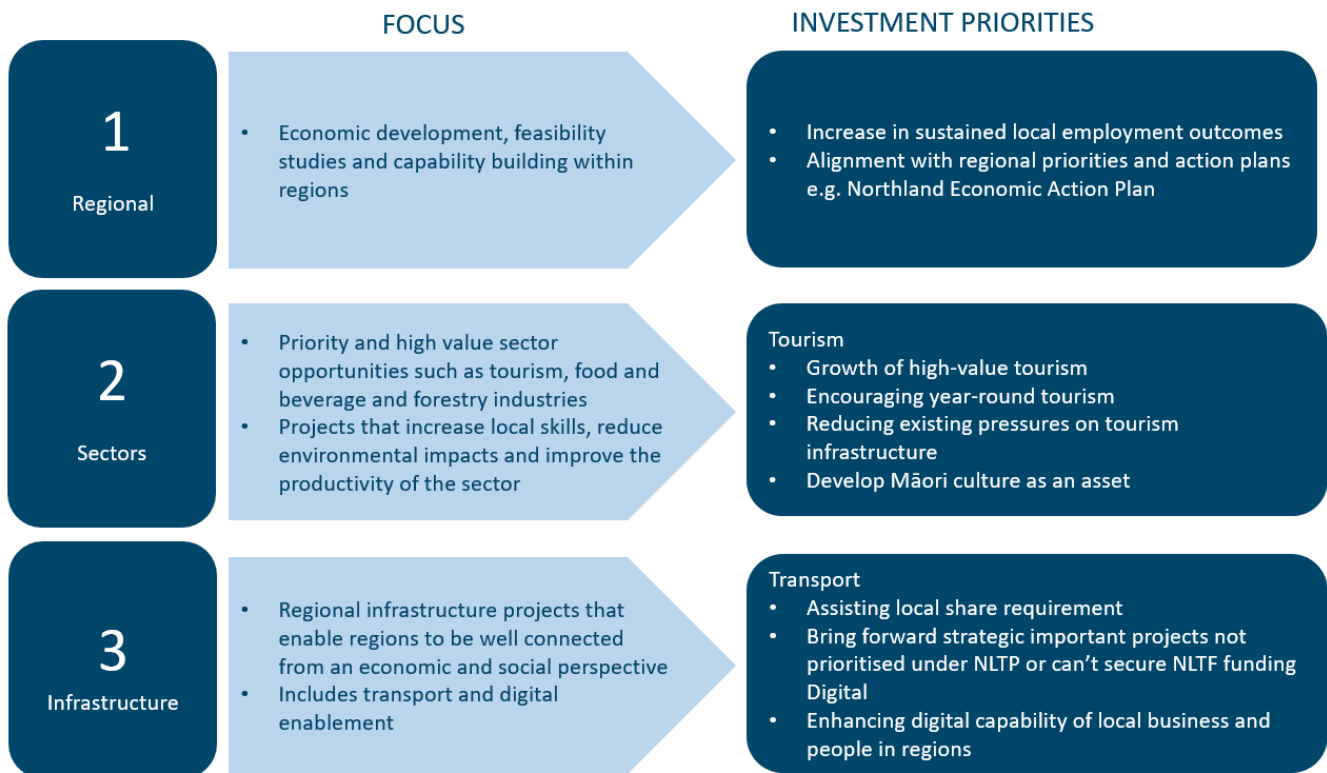 FOCUS
INVESTMENT PRIORITIES
1
Regional
• Economic development, feasibility
studies and capability building within
regions
• Increase in sustained local employment outcomes
• Alignment with regional priorities and action plans
e.g. Northland Economic Action Plan
2
Sectors
• Priority and high value sector
opportunities such as tourism, food and
beverage and forestry industries
• Projects that increase local skills, reduce
environmental impacts and improve the
productivity of the sector
Tourism
• Growth of high-value tourism
• Encouraging year-round tourism
• Reducing existing pressures on tourism
infrastructure
• Develop Māori culture as an asset
3
Infrastructure
• Regional infrastructure projects that
enable regions to be well connected
from an economic and social perspective
• Includes transport and digital
enablement
Transport
• Assisting local share requirement
• Bring forward strategic important projects not
prioritised under NLTP or can’t secure NLTF funding
Digital
• Enhancing digital capability of local business and
people in regions